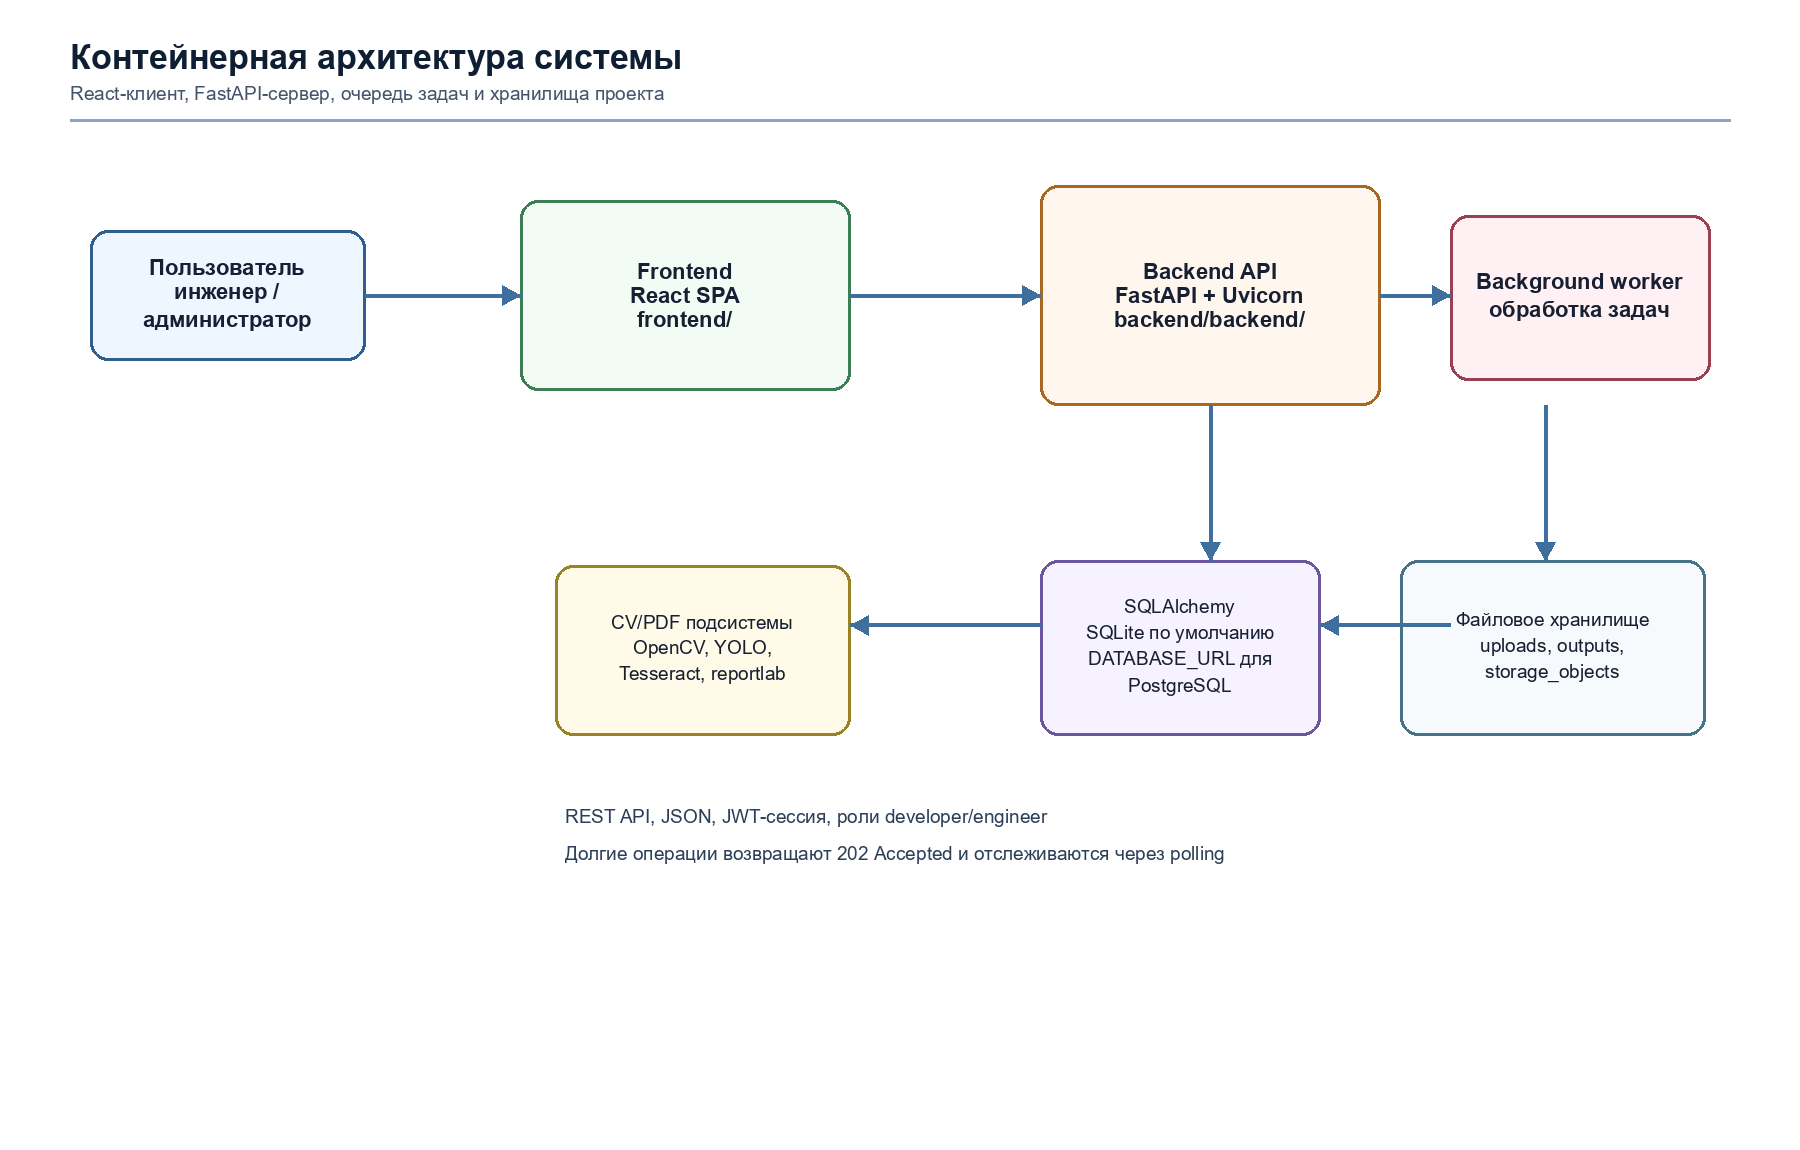 Контейнерная архитектура системы
React-клиент, FastAPI-сервер, очередь задач и хранилища проекта
Пользователь
инженер /
администратор
Frontend
React SPA
frontend/
Backend API
FastAPI + Uvicorn
backend/backend/
Background worker
обработка задач
CV/PDF подсистемы
OpenCV, YOLO,
Tesseract, reportlab
SQLAlchemy
SQLite по умолчанию
DATABASE_URL для
PostgreSQL
Файловое хранилище
uploads, outputs,
storage_objects
REST API, JSON, JWT-сессия, роли developer/engineer
Долгие операции возвращают 202 Accepted и отслеживаются через polling